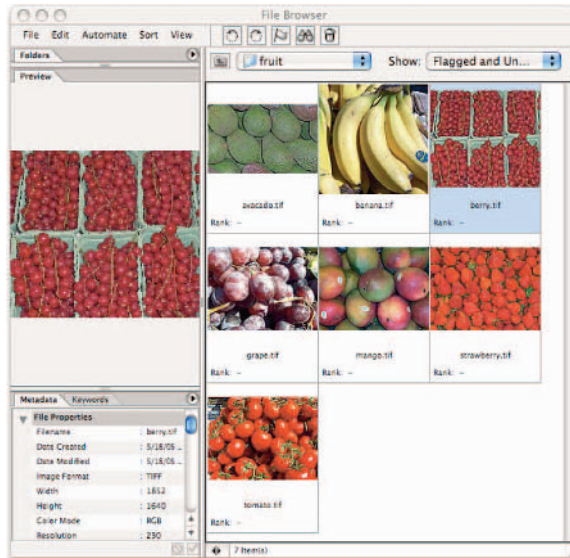 File Browser
File Edit Automate Sort View
Folders
fruit Show: Flagged and Un...
Preview
avacado.tif banana.tif berry.tif
Rank: – Rank: – Rank: –
grape.tif mango.tif strawberry.tif
Rank: – Rank: – Rank: –
tomato.tif
Rank: –
Metadata Keywords
File Properties
Filename : berry.tif
Date Created : 5/18/05 ...
Date Modified : 5/18/05 ...
Image Format : TIFF
Width : 1852
Height : 1640
Color Mode : RGB
Resolution : 230
7 Item(s)